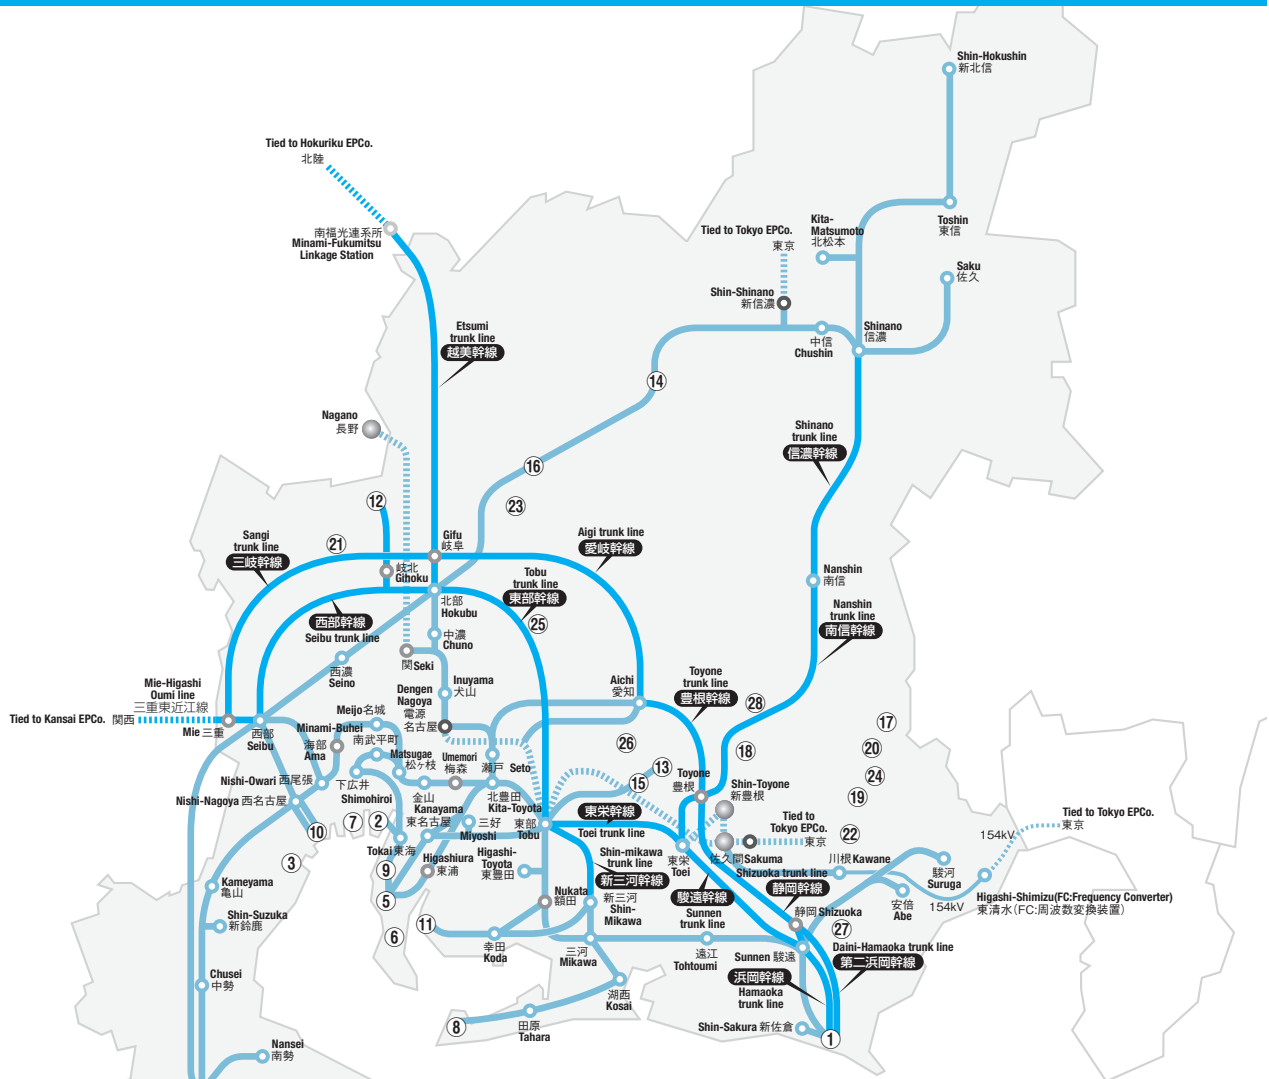 Shin-Hokushin
新北信
Tied to Hokuriku EPCo.
北陸
南福光連系所
Minami-Fukumitsu
Linkage Station
Toshin
東信
Kita-
Matsumoto
北松本
Tied to Tokyo EPCo.
東京
Saku
佐久
Shin-Shinano
新信濃
Shinano
信濃
中信
Chushin
Etsumi
trunk line
越美幹線
⑭
Nagano
長野
Shinano
trunk line
信濃幹線
⑯
⑫
㉓
Sangi
trunk line
三岐幹線
㉑
Gifu
岐阜
Aigi trunk line
愛岐幹線
岐北
Gihoku
Tobu
trunk line
東部幹線
Nanshin
南信
北部
Hokubu
Nanshin
trunk line
南信幹線
西部幹線
Seibu trunk line
㉕
中濃
Chuno
関 Seki
西濃
Seino
Inuyama
犬山
Aichi
愛知
Toyone
trunk line
豊根幹線
Mie-Higashi
Oumi line
三重東近江線
Dengen
Nagoya
電源
名古屋
㉘
Tied to Kansai EPCo. 関西
Mie 三重
西部
Seibu
Meijo 名城
Minami-Buhei
南武平町
海部
Ama
⑰
㉖
⑱
⑳
Matsugae
松ヶ枝
Umemori
梅森
瀬戸 Seto
⑬
⑮
Toyone
豊根
㉔
Nishi-Owari 西尾張
下広井
Shimohiroi
金山
Kanayama
北豊田
Kita-Toyota
Shin-Toyone
新豊根
⑲
Nishi-Nagoya 西名古屋
東栄幹線
Toei trunk line
Tied to
Tokyo EPCo.
東京
Tied to Tokyo EPCo.
東京
154kV
⑩
⑦
②
東名古屋
三好
Miyoshi
東部
Tobu
㉒
Tokai 東海
③
⑨
Higashiura
東浦
Higashi-
Toyota
東豊田
Shin-mikawa
trunk line
新三河幹線
東栄
Toei
佐久間 Sakuma
川根 Kawane
駿河
Suruga
Shizuoka trunk line
静岡幹線
Kameyama
亀山
⑤
Nukata
額田
新三河
Shin-
Mikawa
駿遠幹線
Sunnen
trunk line
安倍
Abe
154kV
Higashi-Shimizu(FC:Frequency Converter)
東清水（FC:周波数変換装置）
Shin-Suzuka
新鈴鹿
⑥
⑪
静岡 Shizuoka
㉗
幸田
Koda
三河
Mikawa
遠江
Tohtoumi
Sunnen 駿遠
Daini-Hamaoka trunk line
第二浜岡幹線
Chusei
中勢
湖西
Kosai
浜岡幹線
Hamaoka
trunk line
⑧
田原
Tahara
Shin-Sakura 新佐倉
①
Nansei
南勢